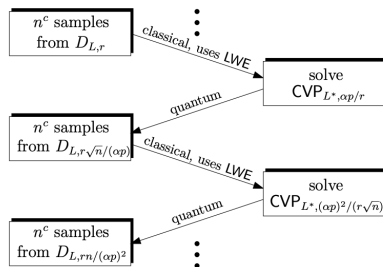 n^c samples
from D_{L,r}
classical, uses LWE
solve
CVP_{L*,αp/r}
quantum
n^c samples
from D_{L,r√n/(αp)}
classical, uses LWE
solve
CVP_{L*,(αp)^2/(r√n)}
quantum
n^c samples
from D_{L,rn/(αp)^2}